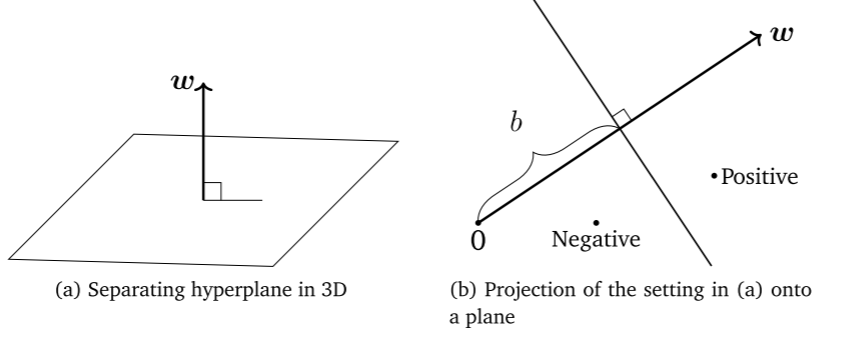 w
(a) Separating hyperplane in 3D
w
b
Positive
0
Negative
(b) Projection of the setting in (a) onto
a plane